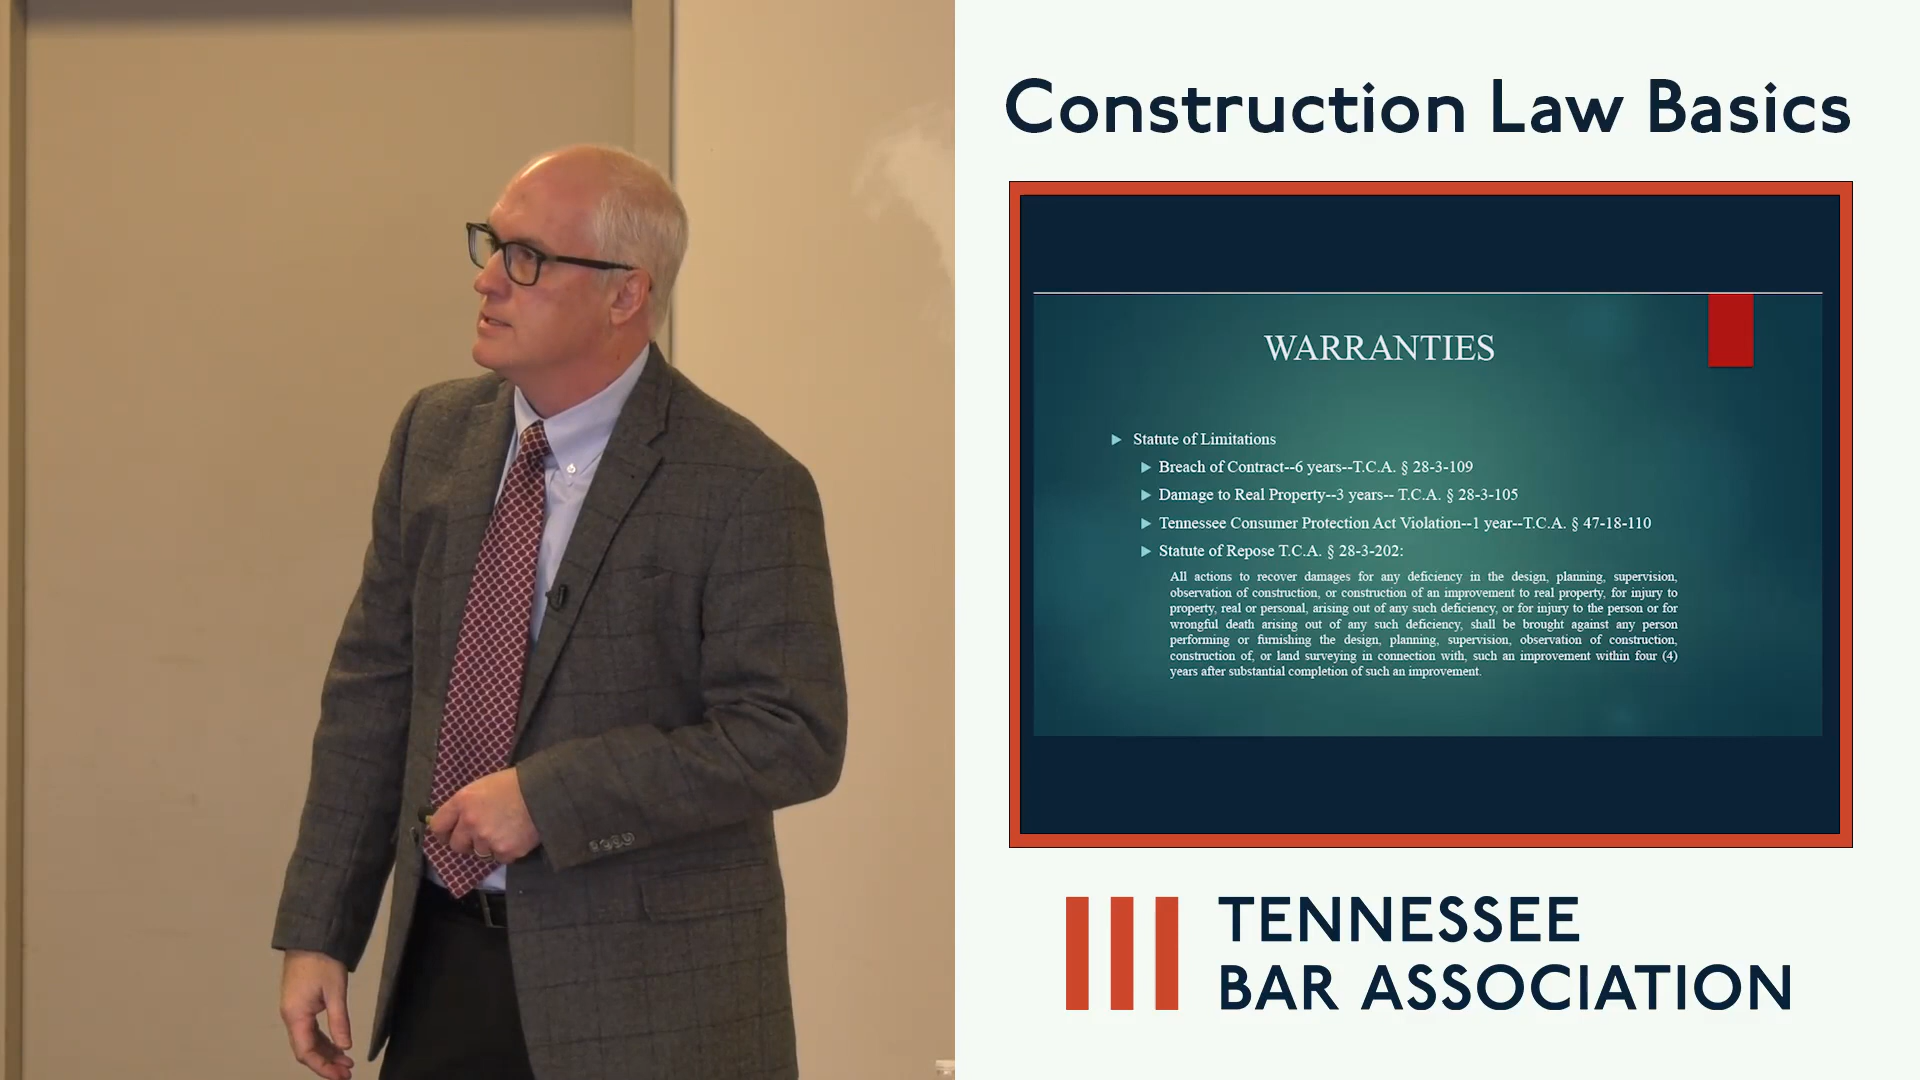 Construction Law Basics
WARRANTIES
Statute of Limitations
Breach of Contract--6 years--T.C.A. § 28-3-109
Damage to Real Property--3 years-- T.C.A. § 28-3-105
Tennessee Consumer Protection Act Violation--1 year--T.C.A. § 47-18-110
Statute of Repose T.C.A. § 28-3-202:
All actions to recover damages for any deficiency in the design, planning, supervision,
observation of construction, or construction of an improvement to real property, for injury to
property, real or personal, arising out of any such deficiency, or for injury to the person or for
wrongful death arising out of any such deficiency, shall be brought against any person
performing or furnishing the design, planning, supervision, observation of construction,
construction of, or land surveying in connection with, such an improvement within four (4)
years after substantial completion of such an improvement.
TENNESSEE
BAR ASSOCIATION